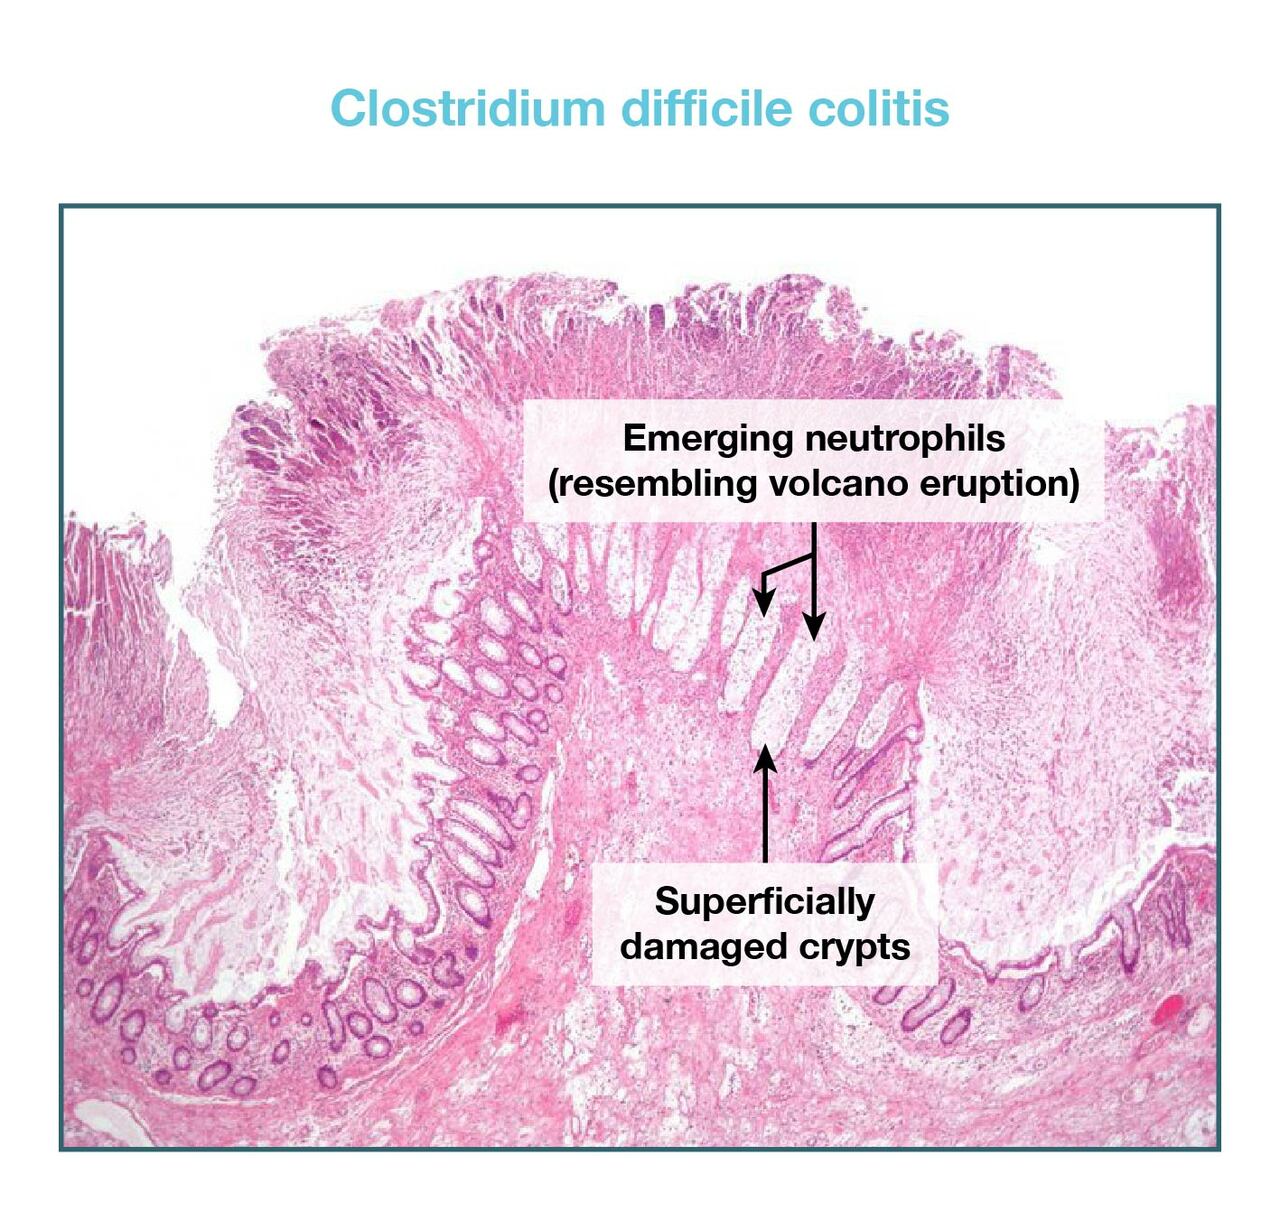 Clostridium difficile colitis
Emerging neutrophils
(resembling volcano eruption)
Superficially
damaged crypts